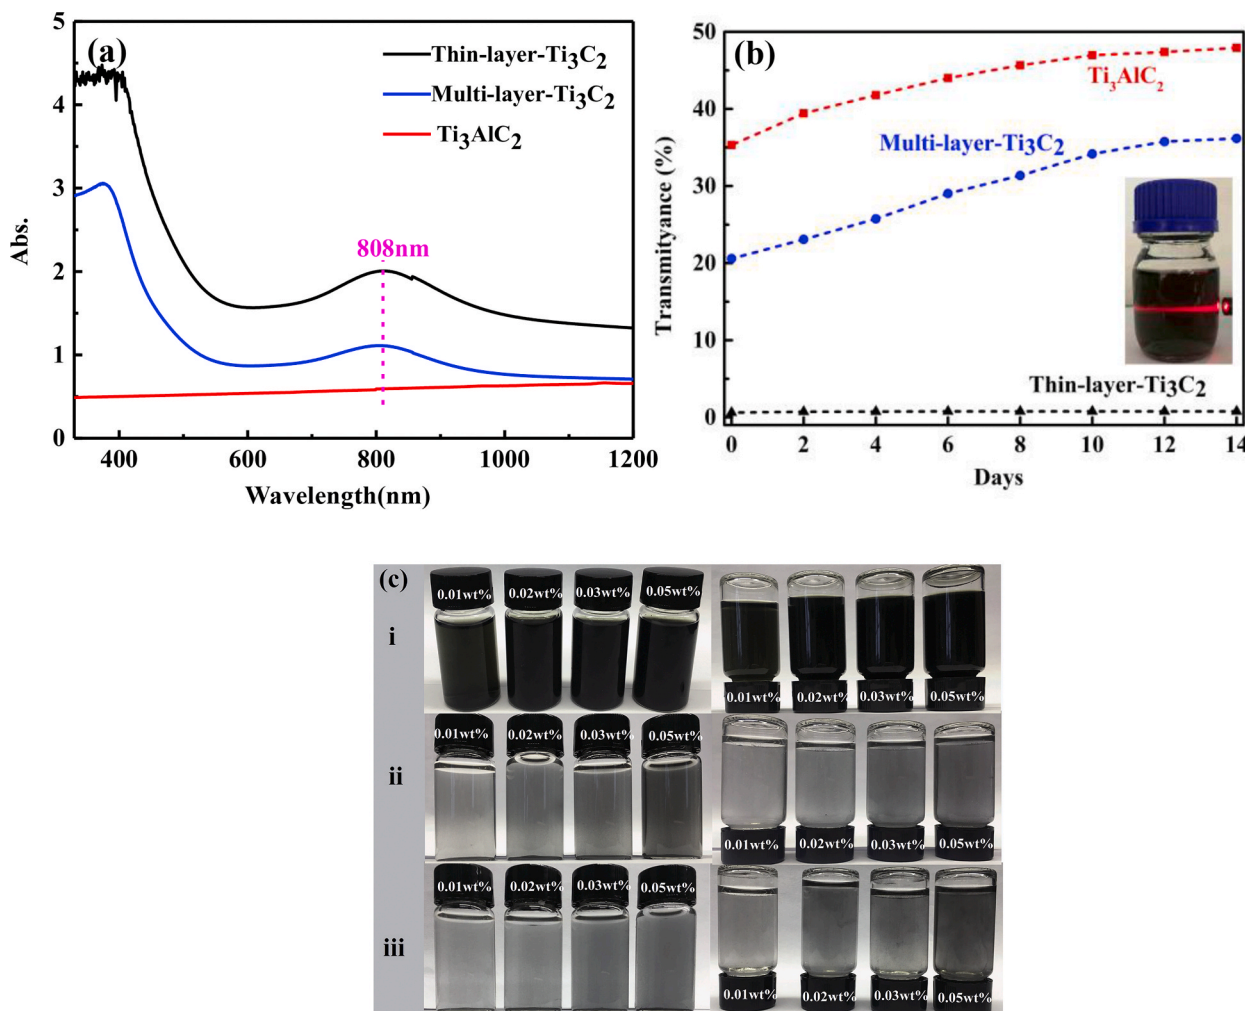 (a)
5
4
3
2
1
0
Abs.
Thin-layer-Ti3C2
Multi-layer-Ti3C2
Ti3AlC2
808nm
400 600 800 1000 1200
Wavelength(nm)
(b)
50
40
30
20
10
0
Transmityance (%)
Ti3AlC2
Multi-layer-Ti3C2
Thin-layer-Ti3C2
0 2 4 6 8 10 12 14
Days
(c)
i
0.01wt% 0.02wt% 0.03wt% 0.05wt%
0.01wt% 0.02wt% 0.03wt% 0.05wt%
ii
0.01wt% 0.02wt% 0.03wt% 0.05wt%
0.01wt% 0.02wt% 0.03wt% 0.05wt%
iii
0.01wt% 0.02wt% 0.03wt% 0.05wt%
0.01wt% 0.02wt% 0.03wt% 0.05wt%